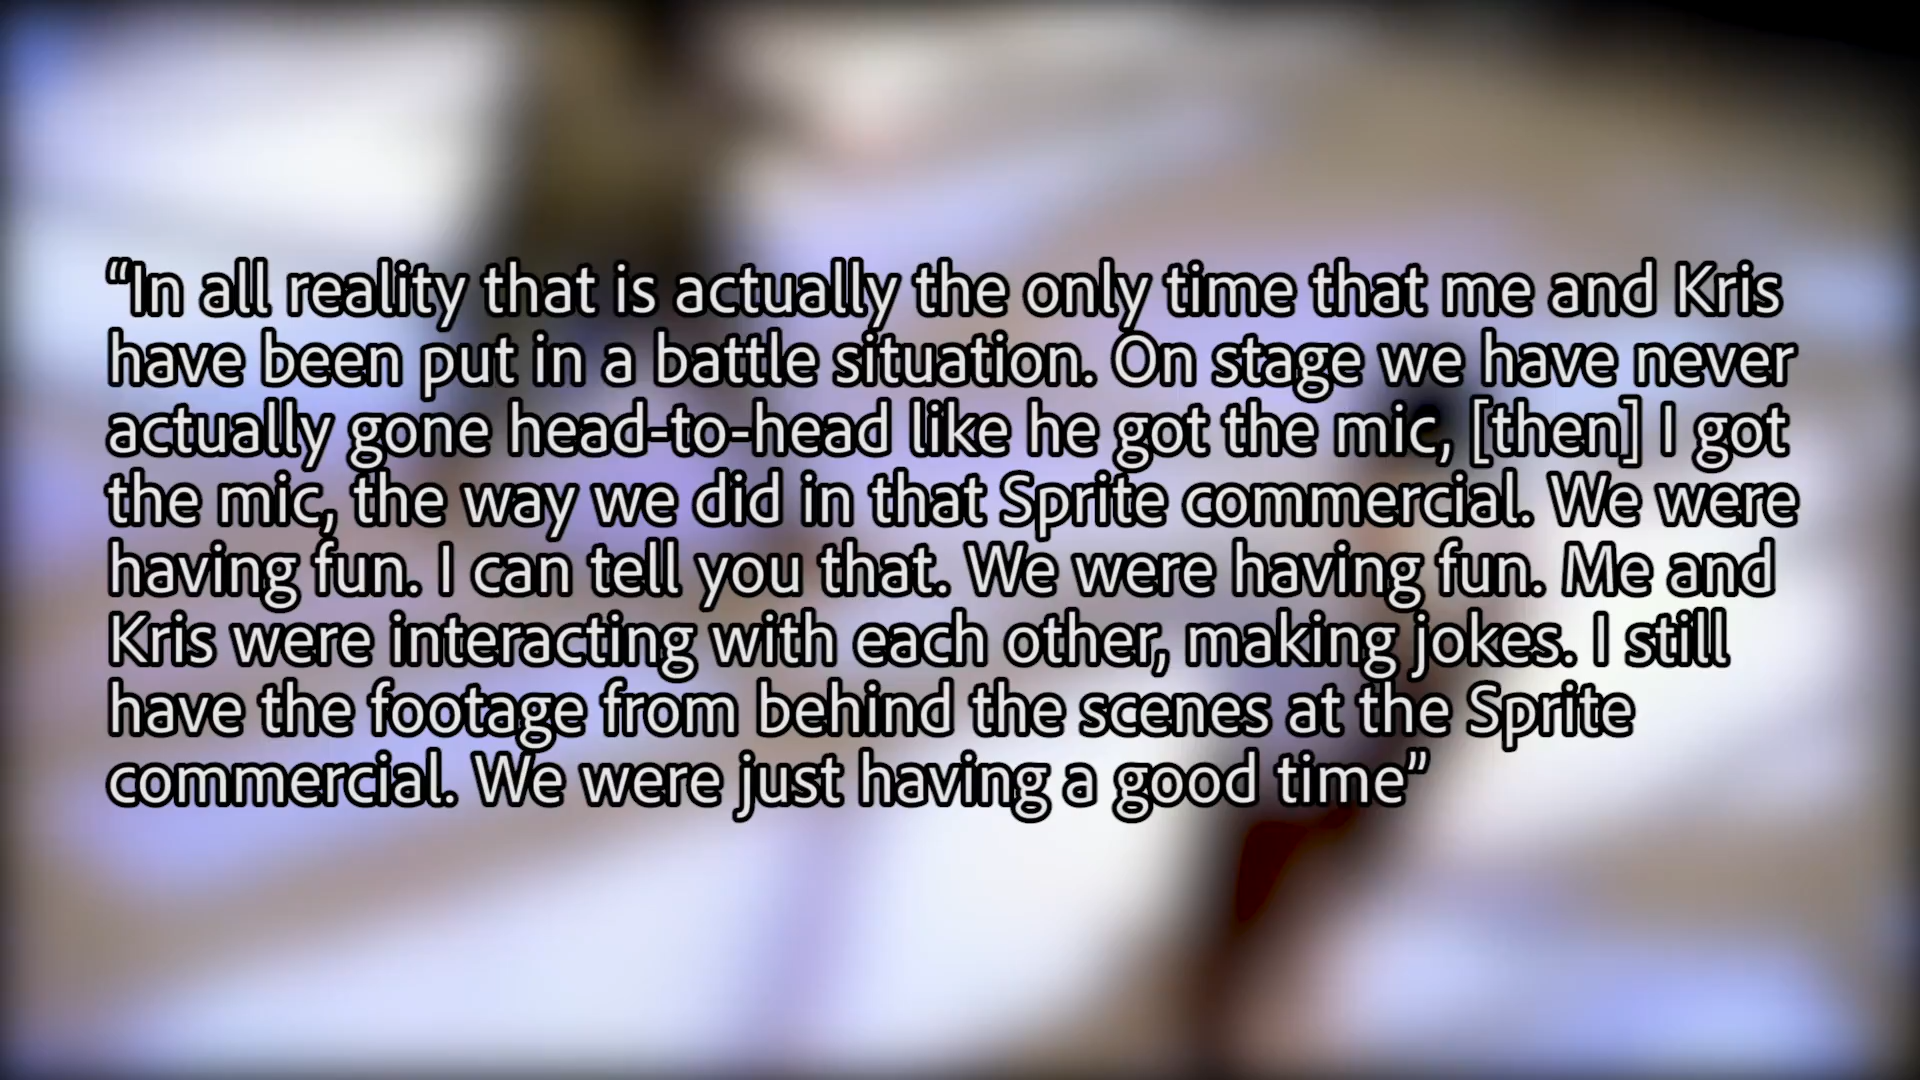 “In all reality that is actually the only time that me and Kris
have been put in a battle situation. On stage we have never
actually gone head-to-head like he got the mic, [then] I got
the mic, the way we did in that Sprite commercial. We were
having fun. I can tell you that. We were having fun. Me and
Kris were interacting with each other, making jokes. I still
have the footage from behind the scenes at the Sprite
commercial. We were just having a good time”